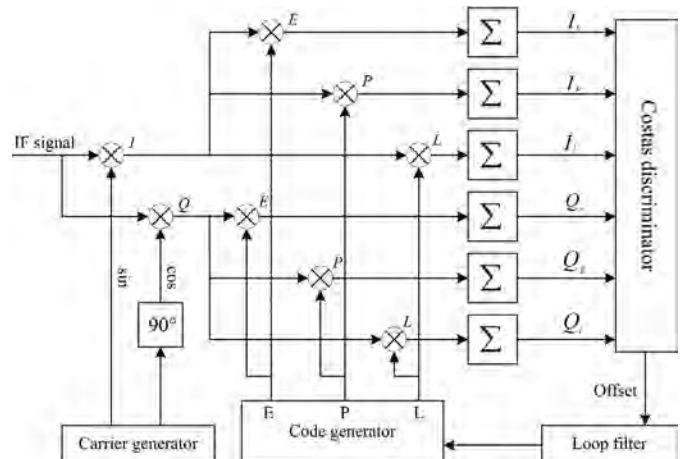 E
Σ
I
P
Σ
I
IF signal
I
L
Σ
I
Q
E
Σ
Q
P
Σ
Q
sin
cos
L
Σ
Q
90°
Costas discriminator
E
P
L
Offset
Carrier generator
Code generator
Loop filter